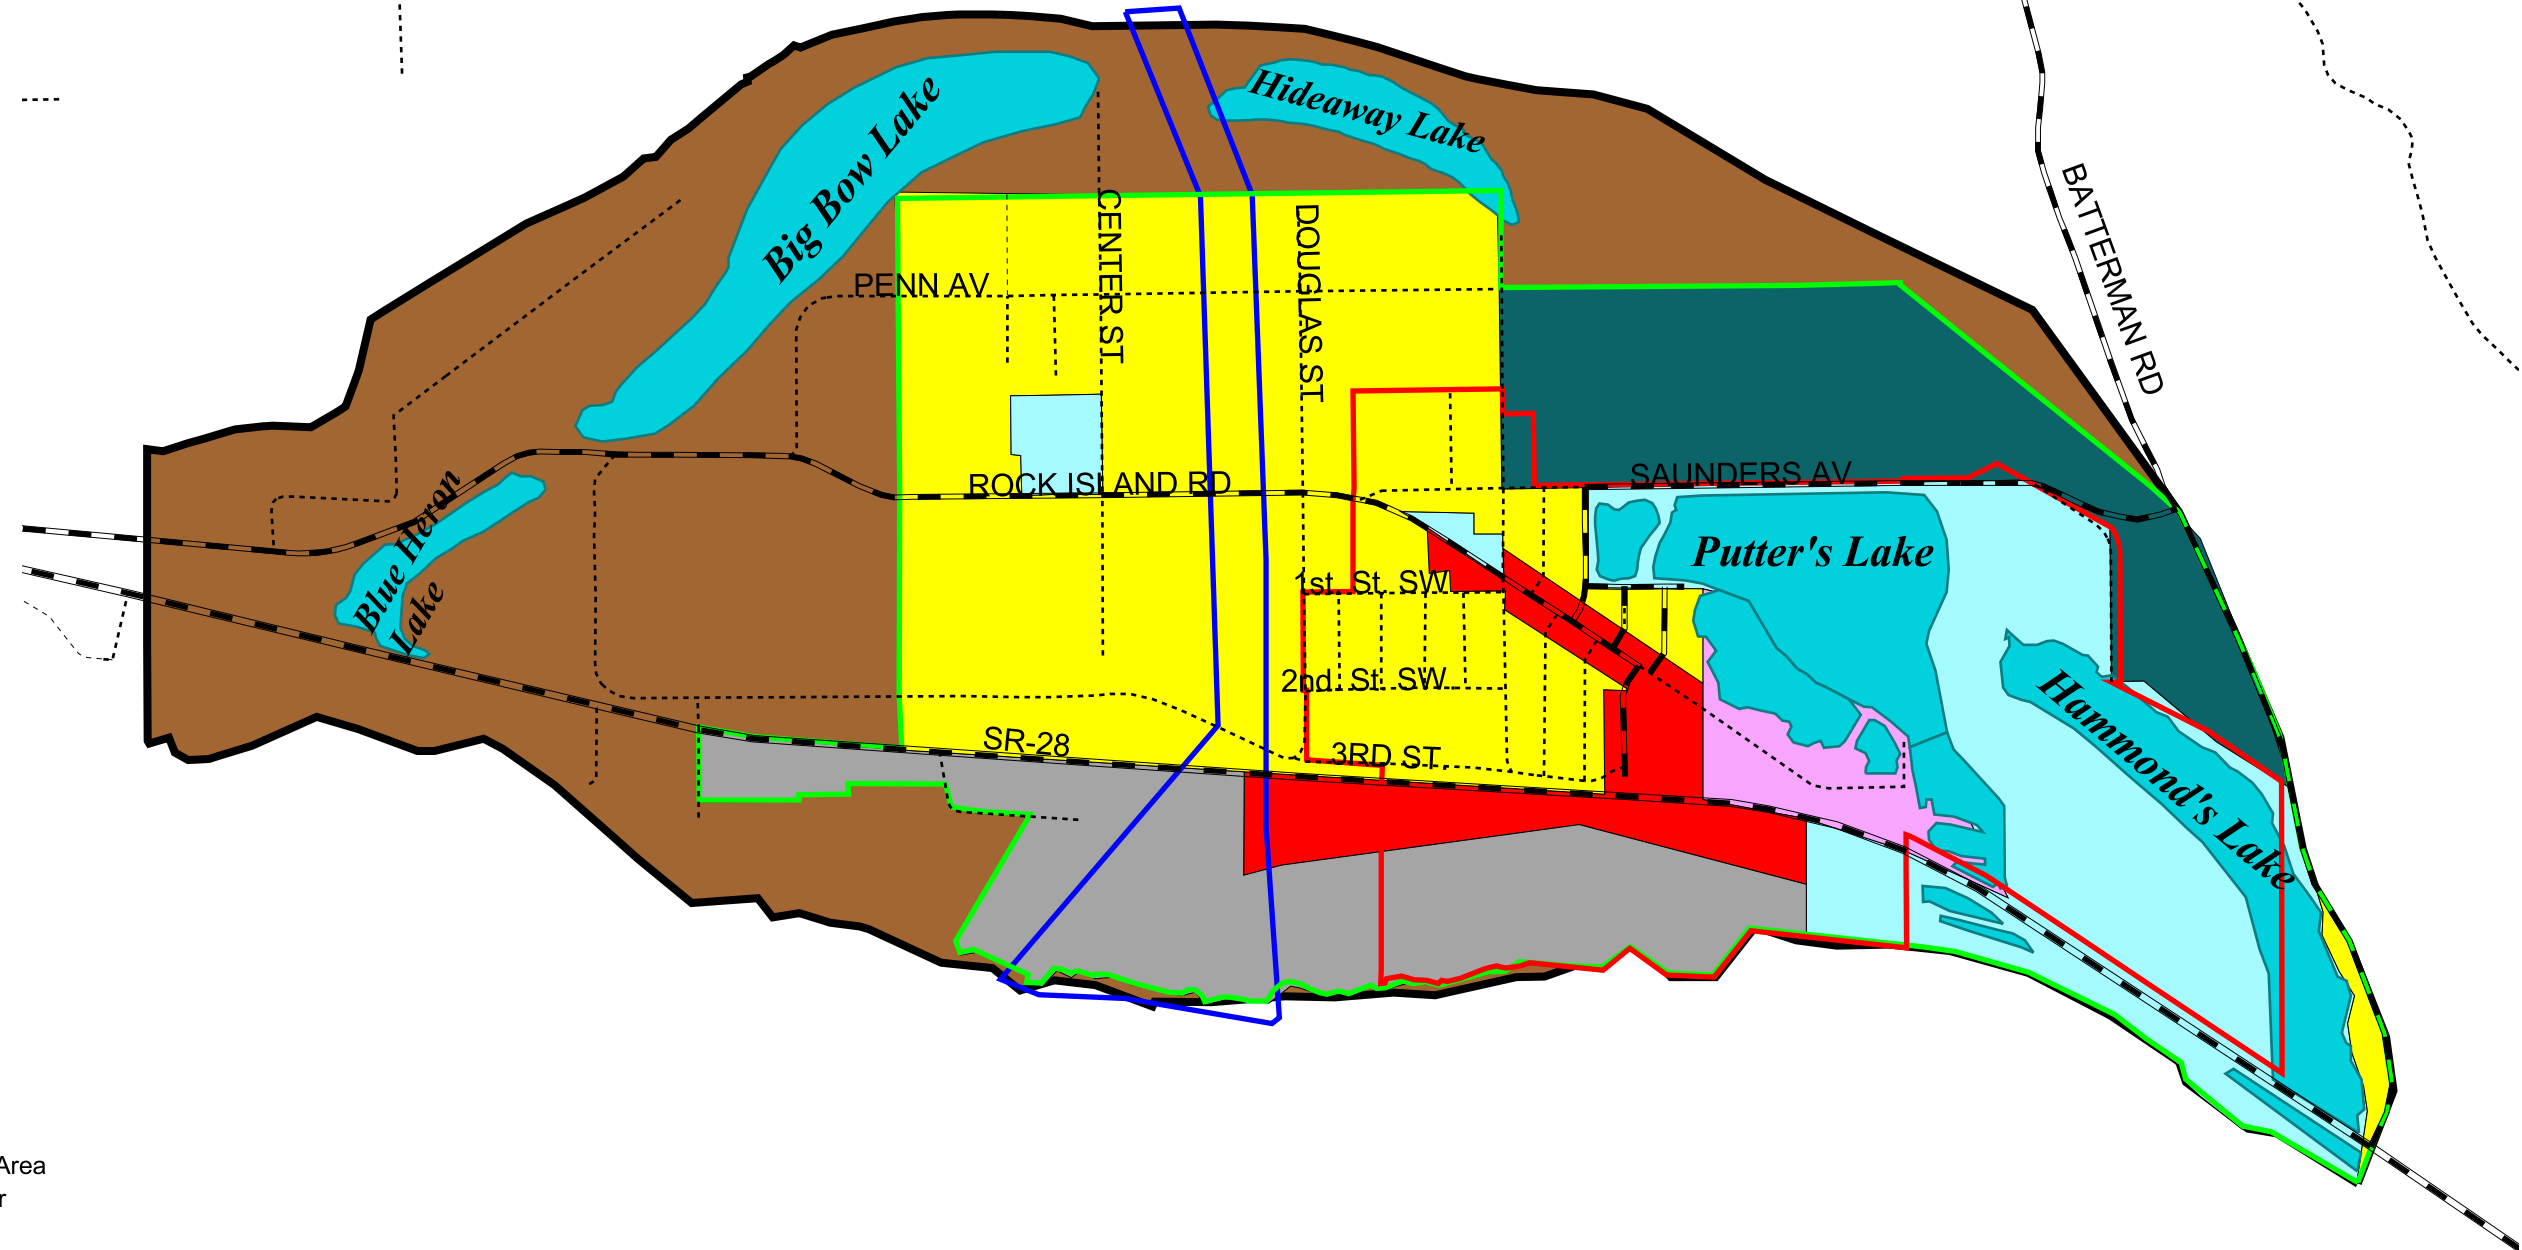 Big Bow Lake
Hideaway Lake
BATTERMAN RD
CENTER ST
DOUGLAS ST
PENN AV
ROCK ISLAND RD
SAUNDERS AV
Blue Heron
Lake
Putter's Lake
1st St SW
2nd St SW
Hammond's Lake
SR-28
3RD ST
Area
r